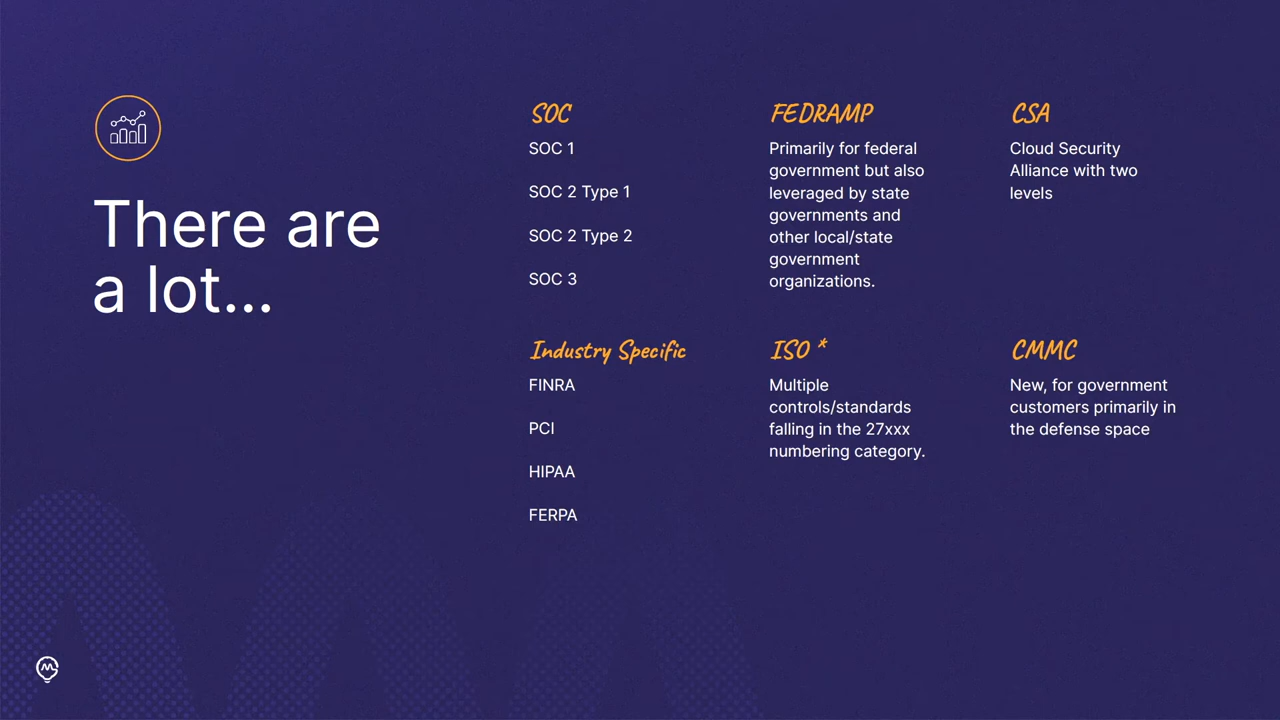 There are
a lot...
SOC
SOC 1
SOC 2 Type 1
SOC 2 Type 2
SOC 3
FEDRAMP
Primarily for federal
government but also
leveraged by state
governments and
other local/state
government
organizations.
CSA
Cloud Security
Alliance with two
levels
Industry Specific
FINRA
PCI
HIPAA
FERPA
ISO *
Multiple
controls/standards
falling in the 27xxx
numbering category.
CMMC
New, for government
customers primarily in
the defense space